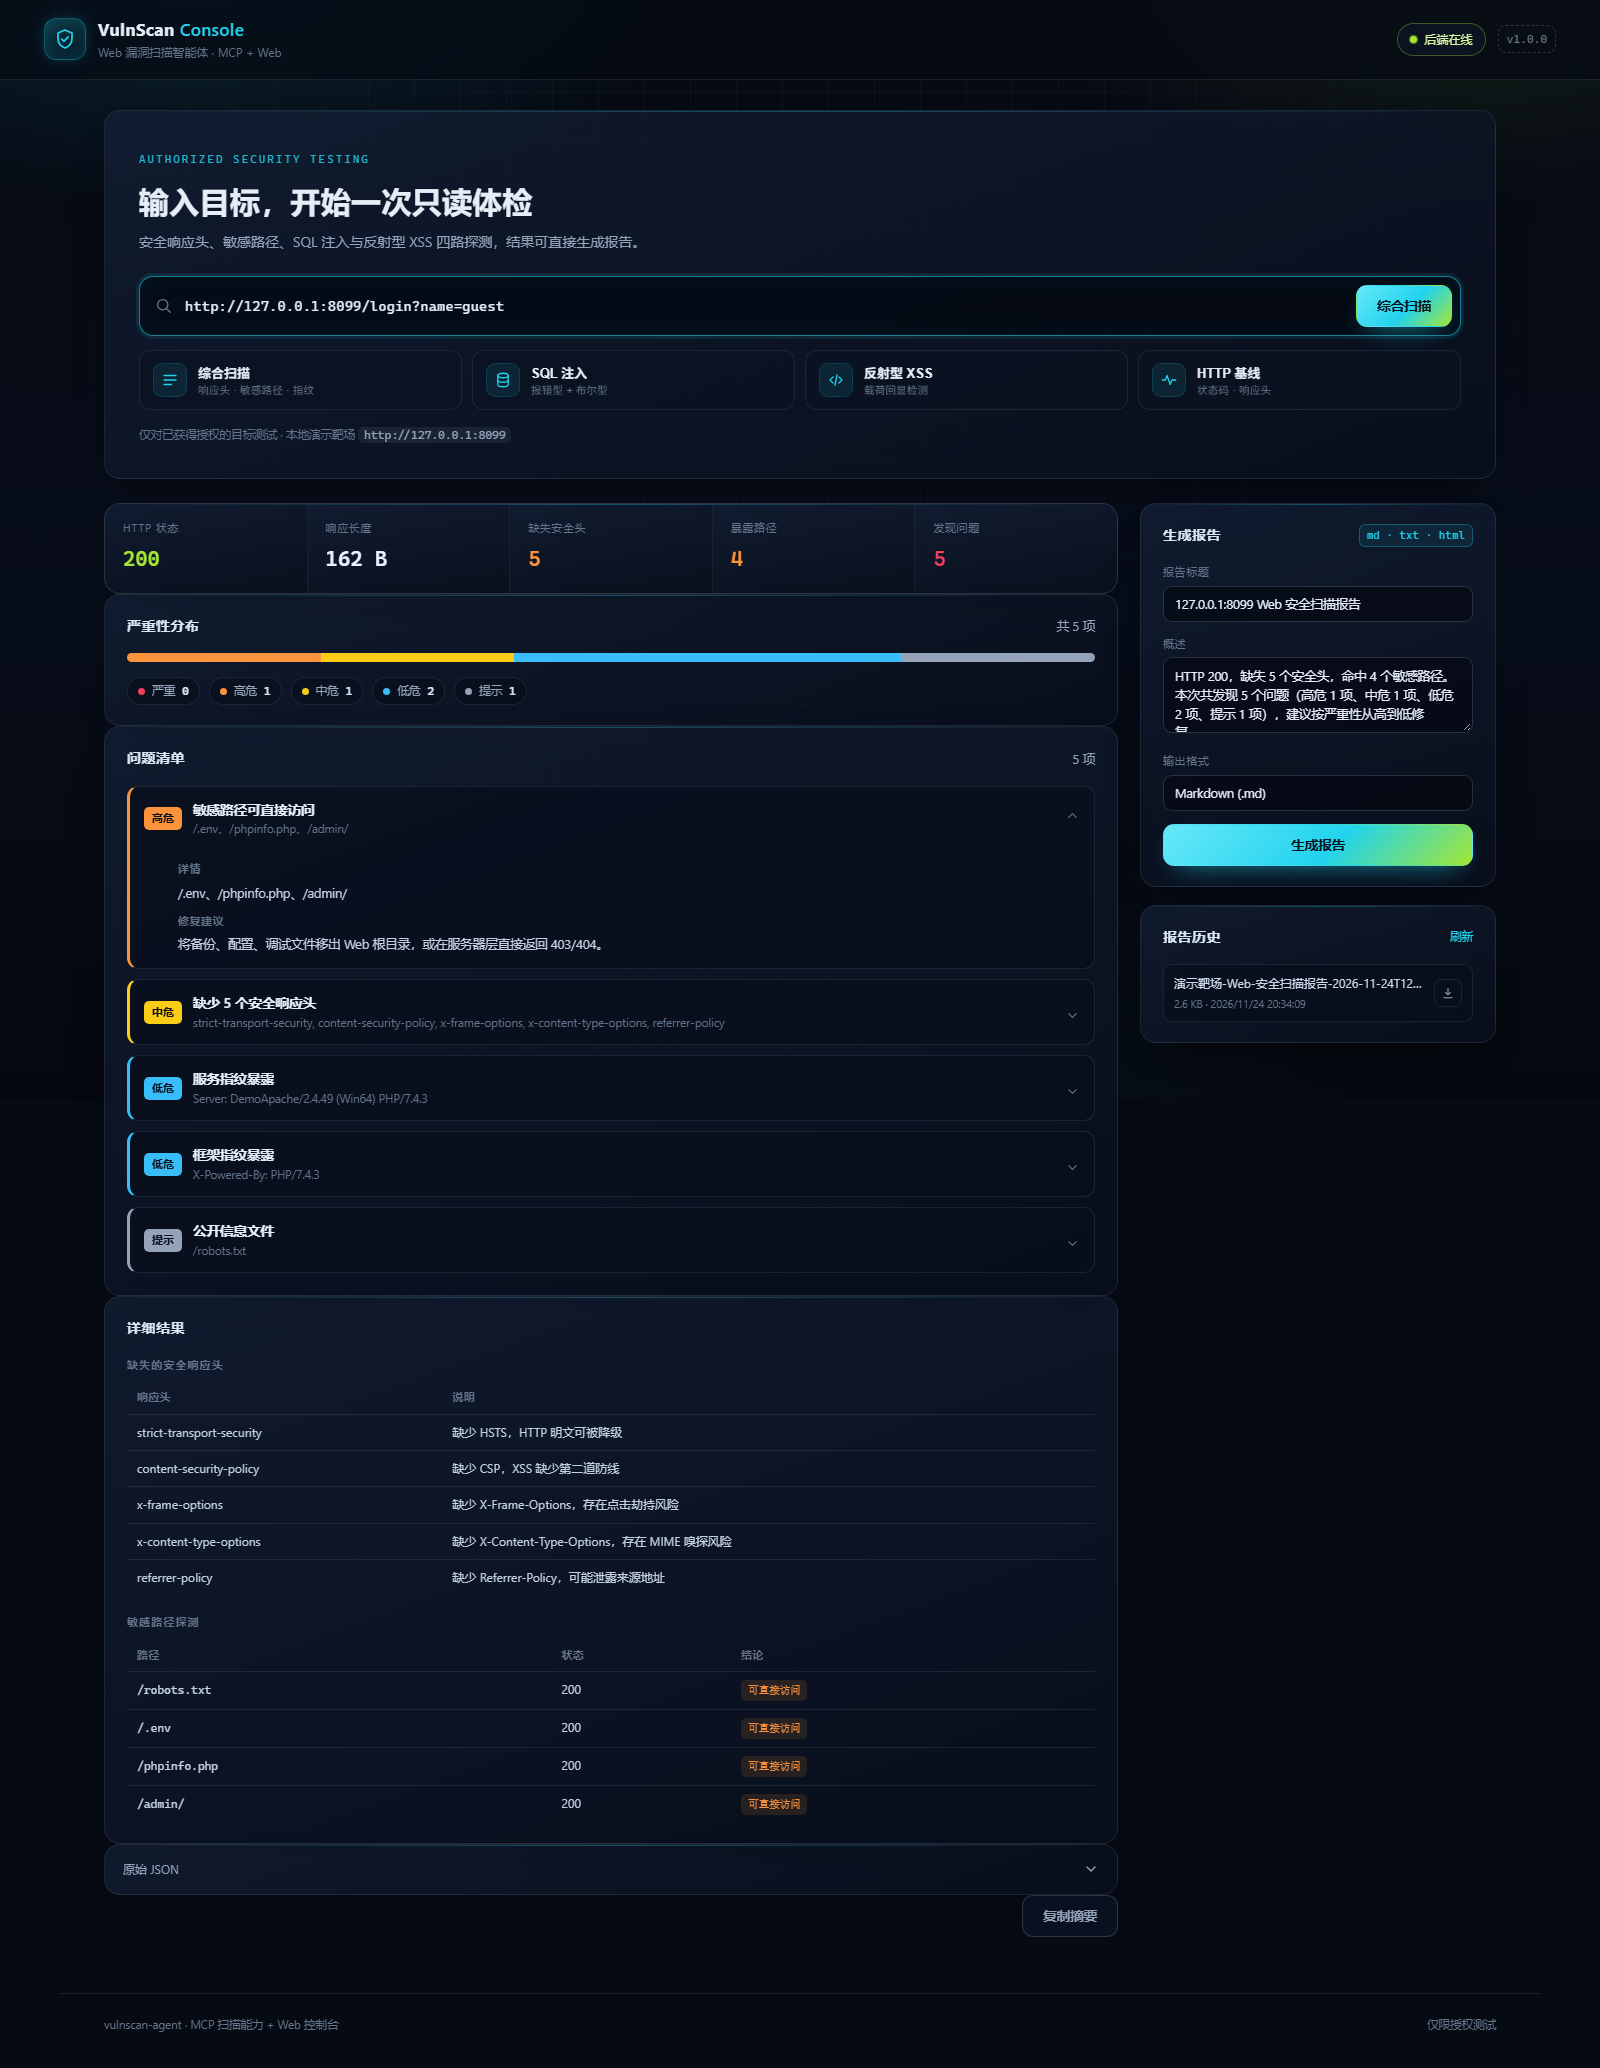 VulnScan Console
Web 漏洞扫描智能体 · MCP + Web
后端在线
v1.0.0
AUTHORIZED SECURITY TESTING
输入目标，开始一次只读体检
安全响应头、敏感路径、SQL 注入与反射型 XSS 四路探测，结果可直接生成报告。
http://127.0.0.1:8099/login?name=guest
综合扫描
综合扫描
响应头 · 敏感路径 · 指纹
SQL 注入
报错型 + 布尔型
反射型 XSS
载荷回显检测
HTTP 基线
状态码 · 响应头
仅对已获得授权的目标测试 · 本地演示靶场 http://127.0.0.1:8099
HTTP 状态
200
响应长度
162 B
缺失安全头
5
暴露路径
4
发现问题
5
严重性分布
共 5 项
严重 0
高危 1
中危 1
低危 2
提示 1
问题清单
5 项
高危
敏感路径可直接访问
/.env、/phpinfo.php、/admin/
详情
/.env、/phpinfo.php、/admin/
修复建议
将备份、配置、调试文件移出 Web 根目录，或在服务器层直接返回 403/404。
中危
缺少 5 个安全响应头
strict-transport-security, content-security-policy, x-frame-options, x-content-type-options, referrer-policy
低危
服务指纹暴露
Server: DemoApache/2.4.49 (Win64) PHP/7.4.3
低危
框架指纹暴露
X-Powered-By: PHP/7.4.3
提示
公开信息文件
/robots.txt
详细结果
缺失的安全响应头
响应头
说明
strict-transport-security
缺少 HSTS，HTTP 明文可被降级
content-security-policy
缺少 CSP，XSS 缺少第二道防线
x-frame-options
缺少 X-Frame-Options，存在点击劫持风险
x-content-type-options
缺少 X-Content-Type-Options，存在 MIME 嗅探风险
referrer-policy
缺少 Referrer-Policy，可能泄露来源地址
敏感路径探测
路径
状态
结论
/robots.txt
200
可直接访问
/.env
200
可直接访问
/phpinfo.php
200
可直接访问
/admin/
200
可直接访问
原始 JSON
复制摘要
生成报告
md · txt · html
报告标题
127.0.0.1:8099 Web 安全扫描报告
概述
HTTP 200，缺失 5 个安全头，命中 4 个敏感路径。
本次共发现 5 个问题（高危 1 项、中危 1 项、低危
2 项、提示 1 项），建议按严重性从高到低修
输出格式
Markdown (.md)
生成报告
报告历史
刷新
演示靶场-Web-安全扫描报告-2026-11-24T12...
2.6 KB · 2026/11/24 20:34:09
vulnscan-agent · MCP 扫描能力 + Web 控制台
仅限授权测试